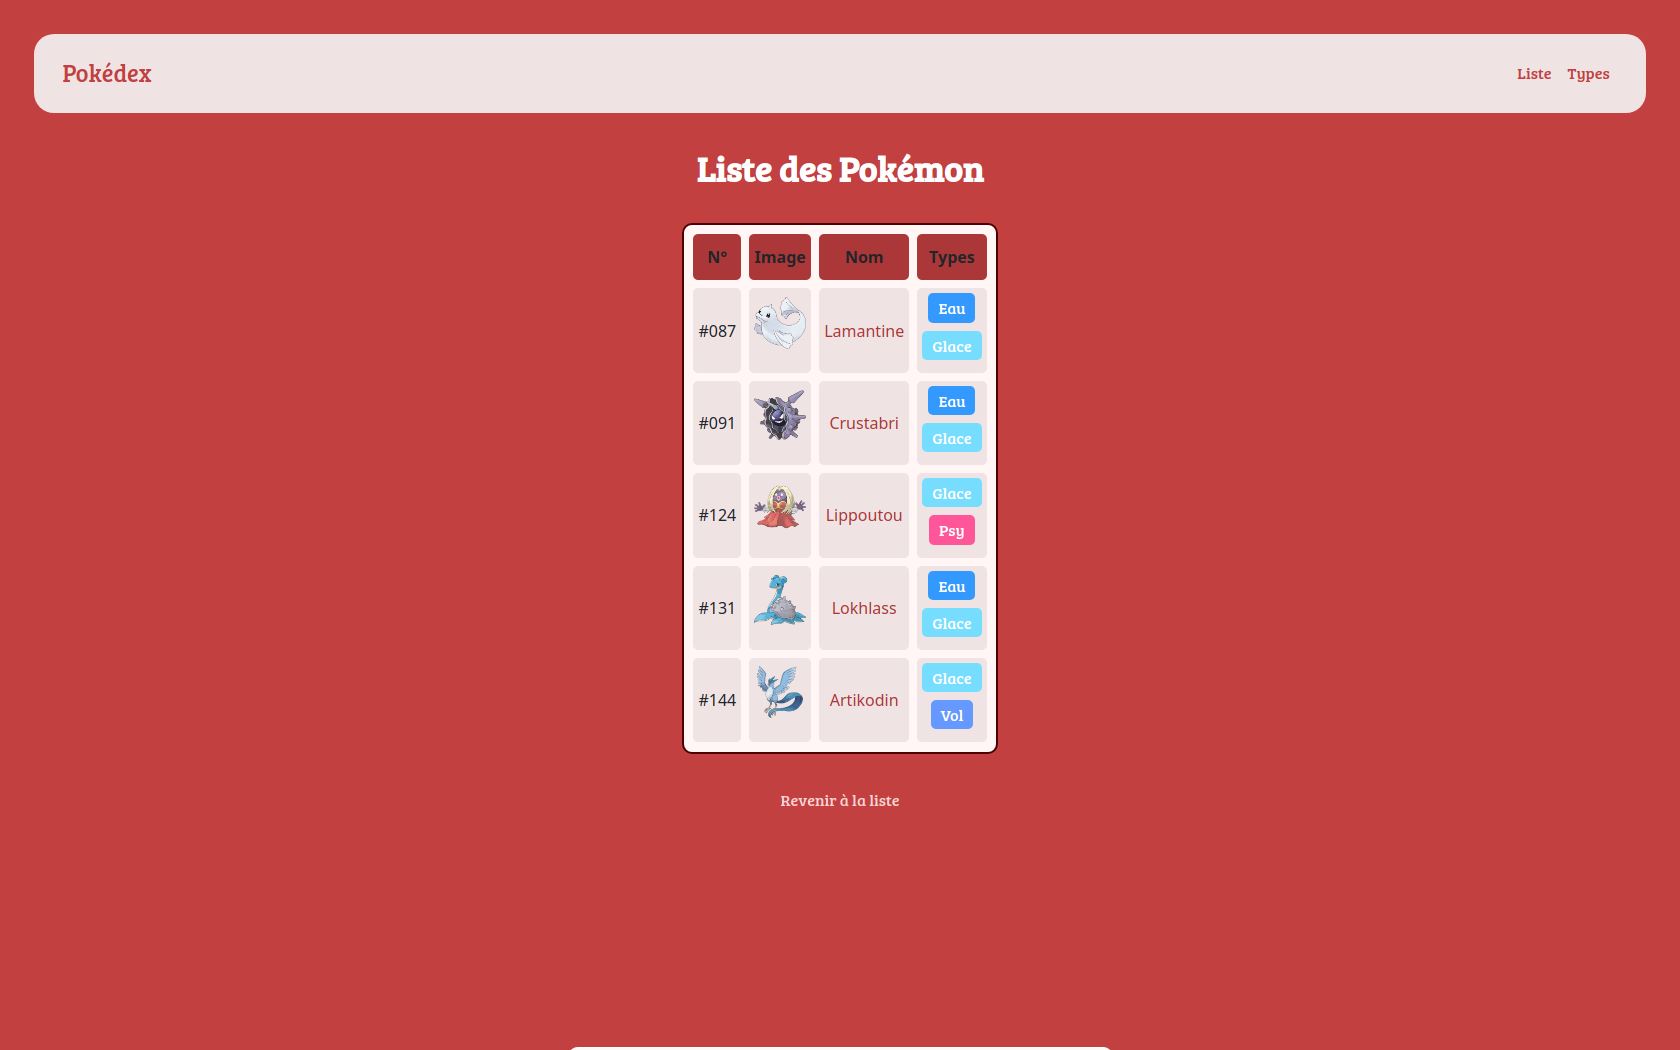 Pokédex
Liste Types
Liste des Pokémon
N° Image Nom Types
#087 Lamantine Eau Glace
#091 Crustabri Eau Glace
#124 Lippoutou Glace Psy
#131 Lokhlass Eau Glace
#144 Artikodin Glace Vol
Revenir à la liste